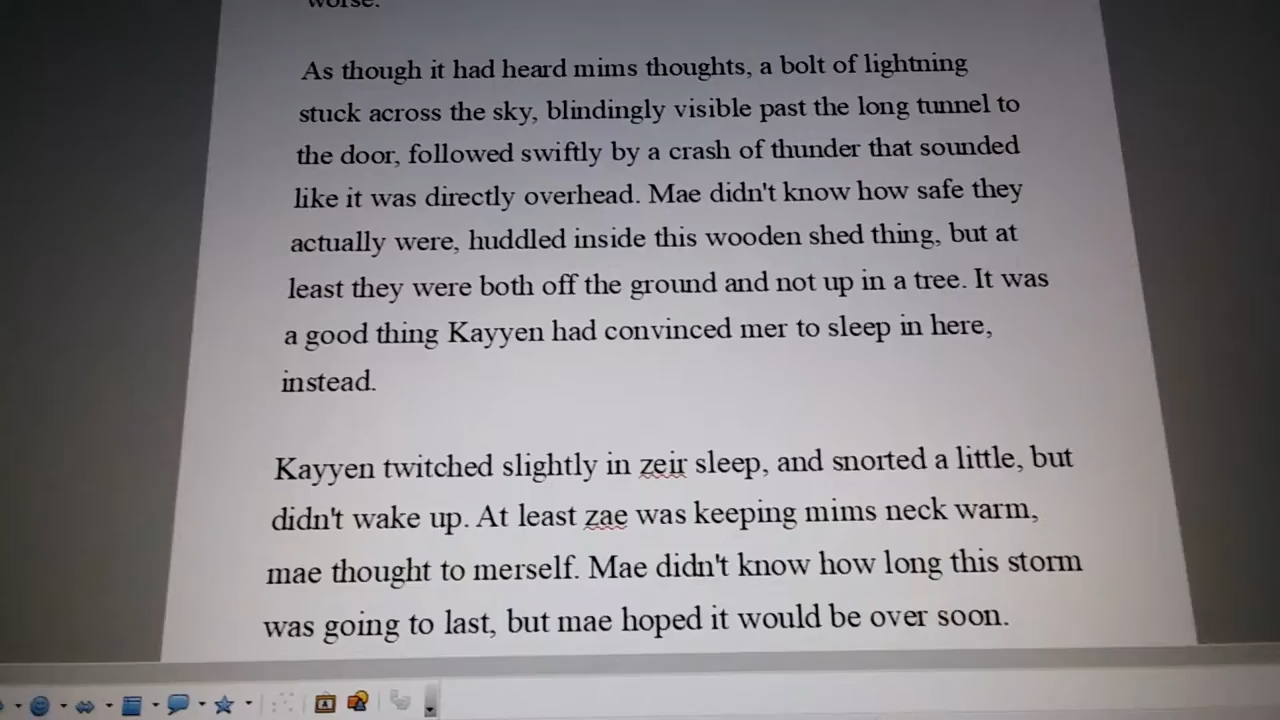 worse.
As though it had heard mims thoughts, a bolt of lightning
stuck across the sky, blindingly visible past the long tunnel to
the door, followed swiftly by a crash of thunder that sounded
like it was directly overhead. Mae didn't know how safe they
actually were, huddled inside this wooden shed thing, but at
least they were both off the ground and not up in a tree. It was
a good thing Kayyen had convinced mer to sleep in here,
instead.
Kayyen twitched slightly in zeir sleep, and snorted a little, but
didn't wake up. At least zae was keeping mims neck warm,
mae thought to merself. Mae didn't know how long this storm
was going to last, but mae hoped it would be over soon.